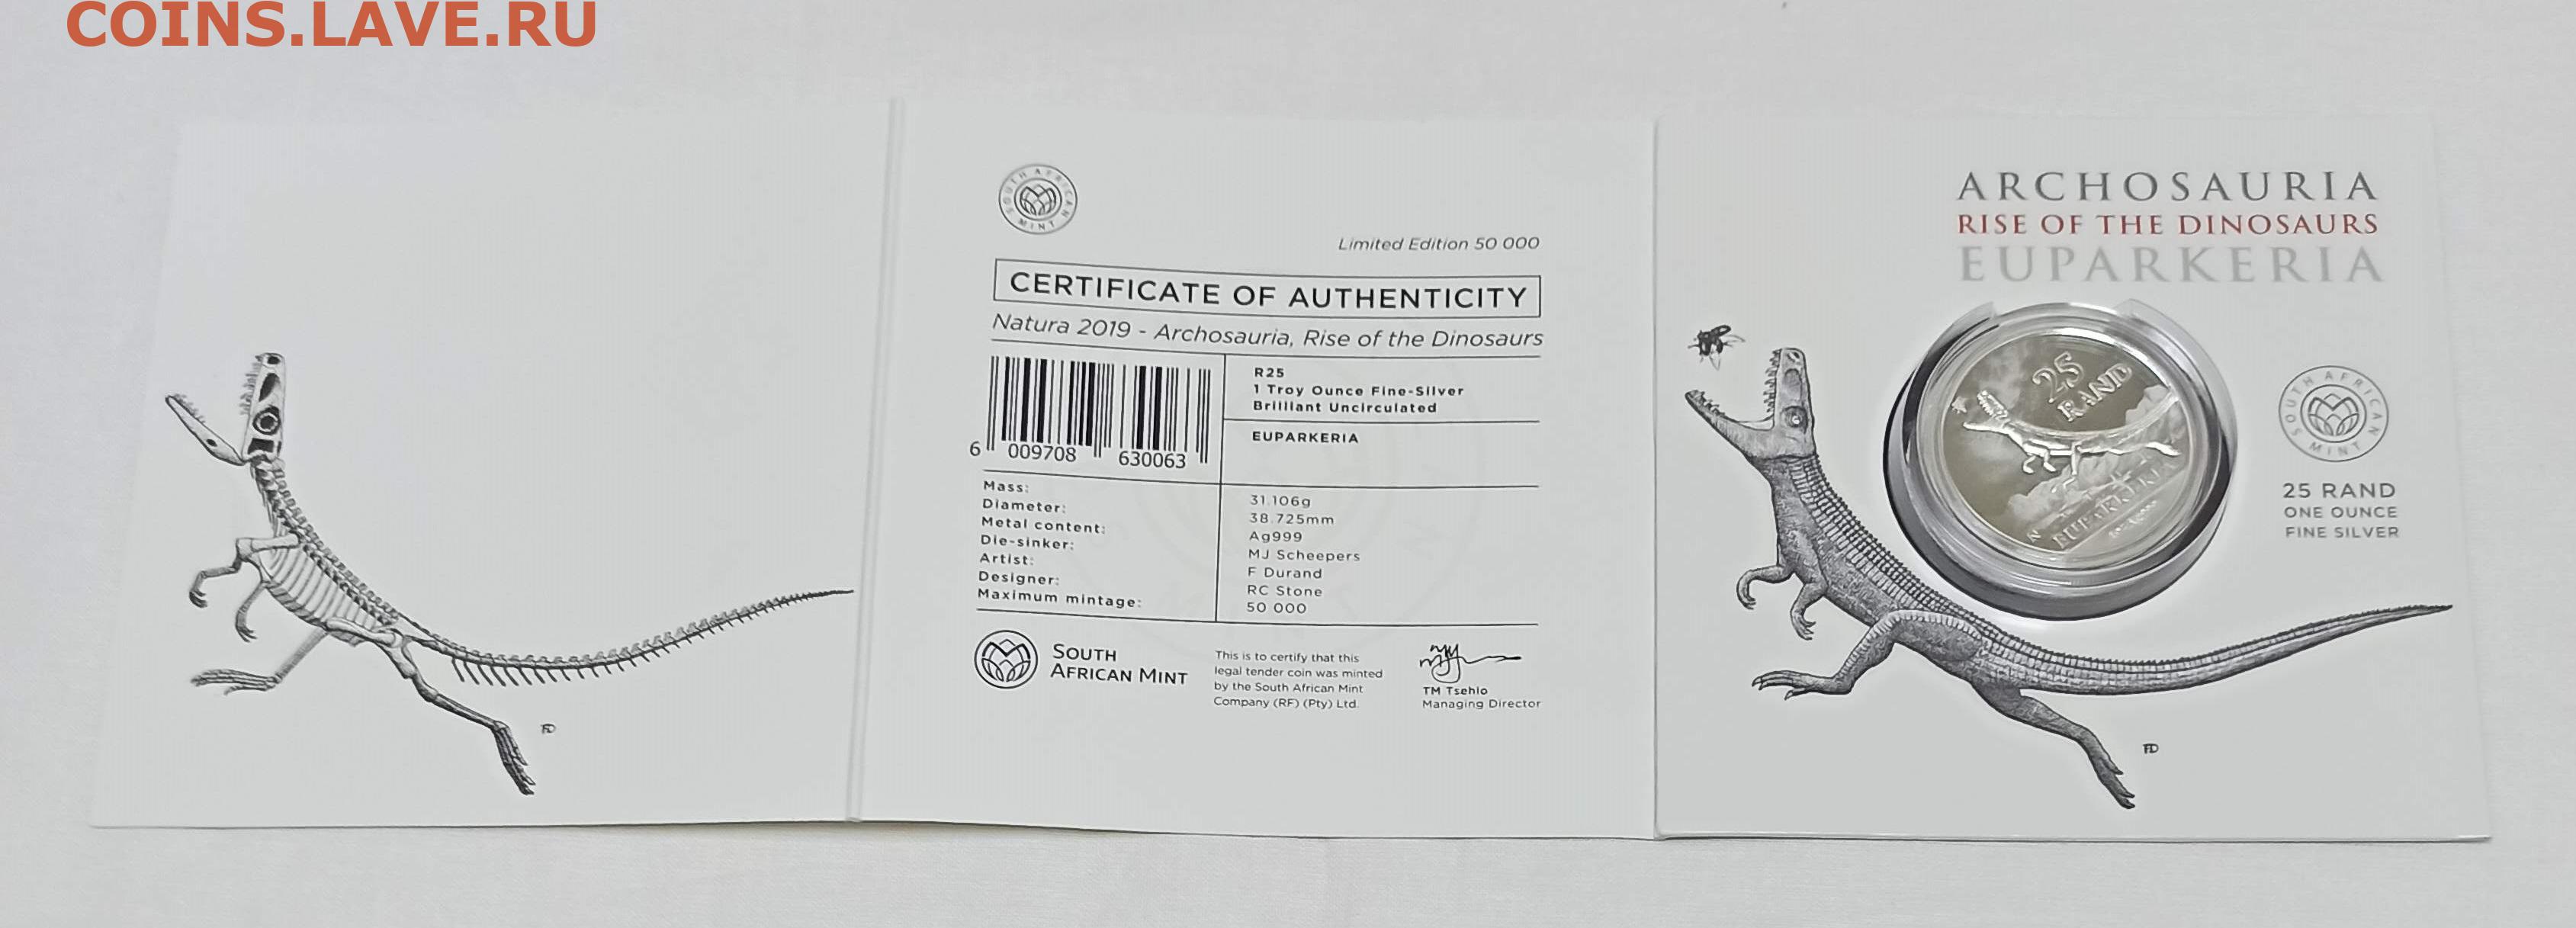 COINS.LAVE.RU
SOUTH AFRICAN MINT
Limited Edition 50 000
CERTIFICATE OF AUTHENTICITY
Natura 2019 - Archosauria, Rise of the Dinosaurs
R25
1 Troy Ounce Fine-Silver
Brilliant Uncirculated
EUPARKERIA
6 009708 630063
Mass: 31.106g
Diameter: 38.725mm
Metal content: Ag999
Die-sinker: MJ Scheepers
Artist: F Durand
Designer: RC Stone
Maximum mintage: 50 000
SOUTH
AFRICAN MINT
This is to certify that this
legal tender coin was minted
by the South African Mint
Company (RF) (Pty) Ltd.
TM Tsehlo
Managing Director
FD
ARCHOSAURIA
RISE OF THE DINOSAURS
EUPARKERIA
25
RAND
EUPARKERIA
SOUTH AFRICAN MINT
25 RAND
ONE OUNCE
FINE SILVER
FD